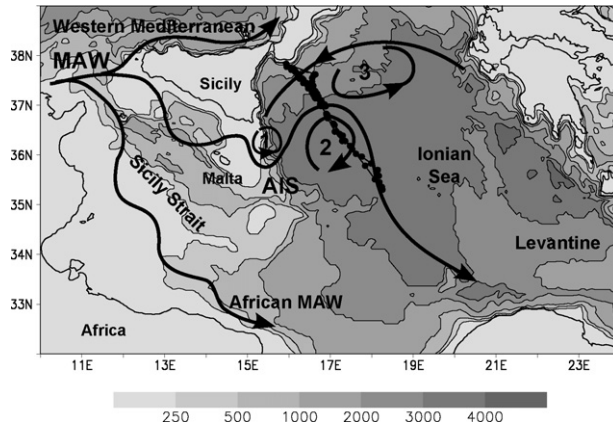 38N
37N
36N
35N
34N
33N
Western Mediterranean
MAW
Sicily
3
1
2
Malta
AIS
Ionian
Sea
Sicily Strait
Levantine
African MAW
Africa
11E 13E 15E 17E 19E 21E 23E
250 500 1000 2000 3000 4000